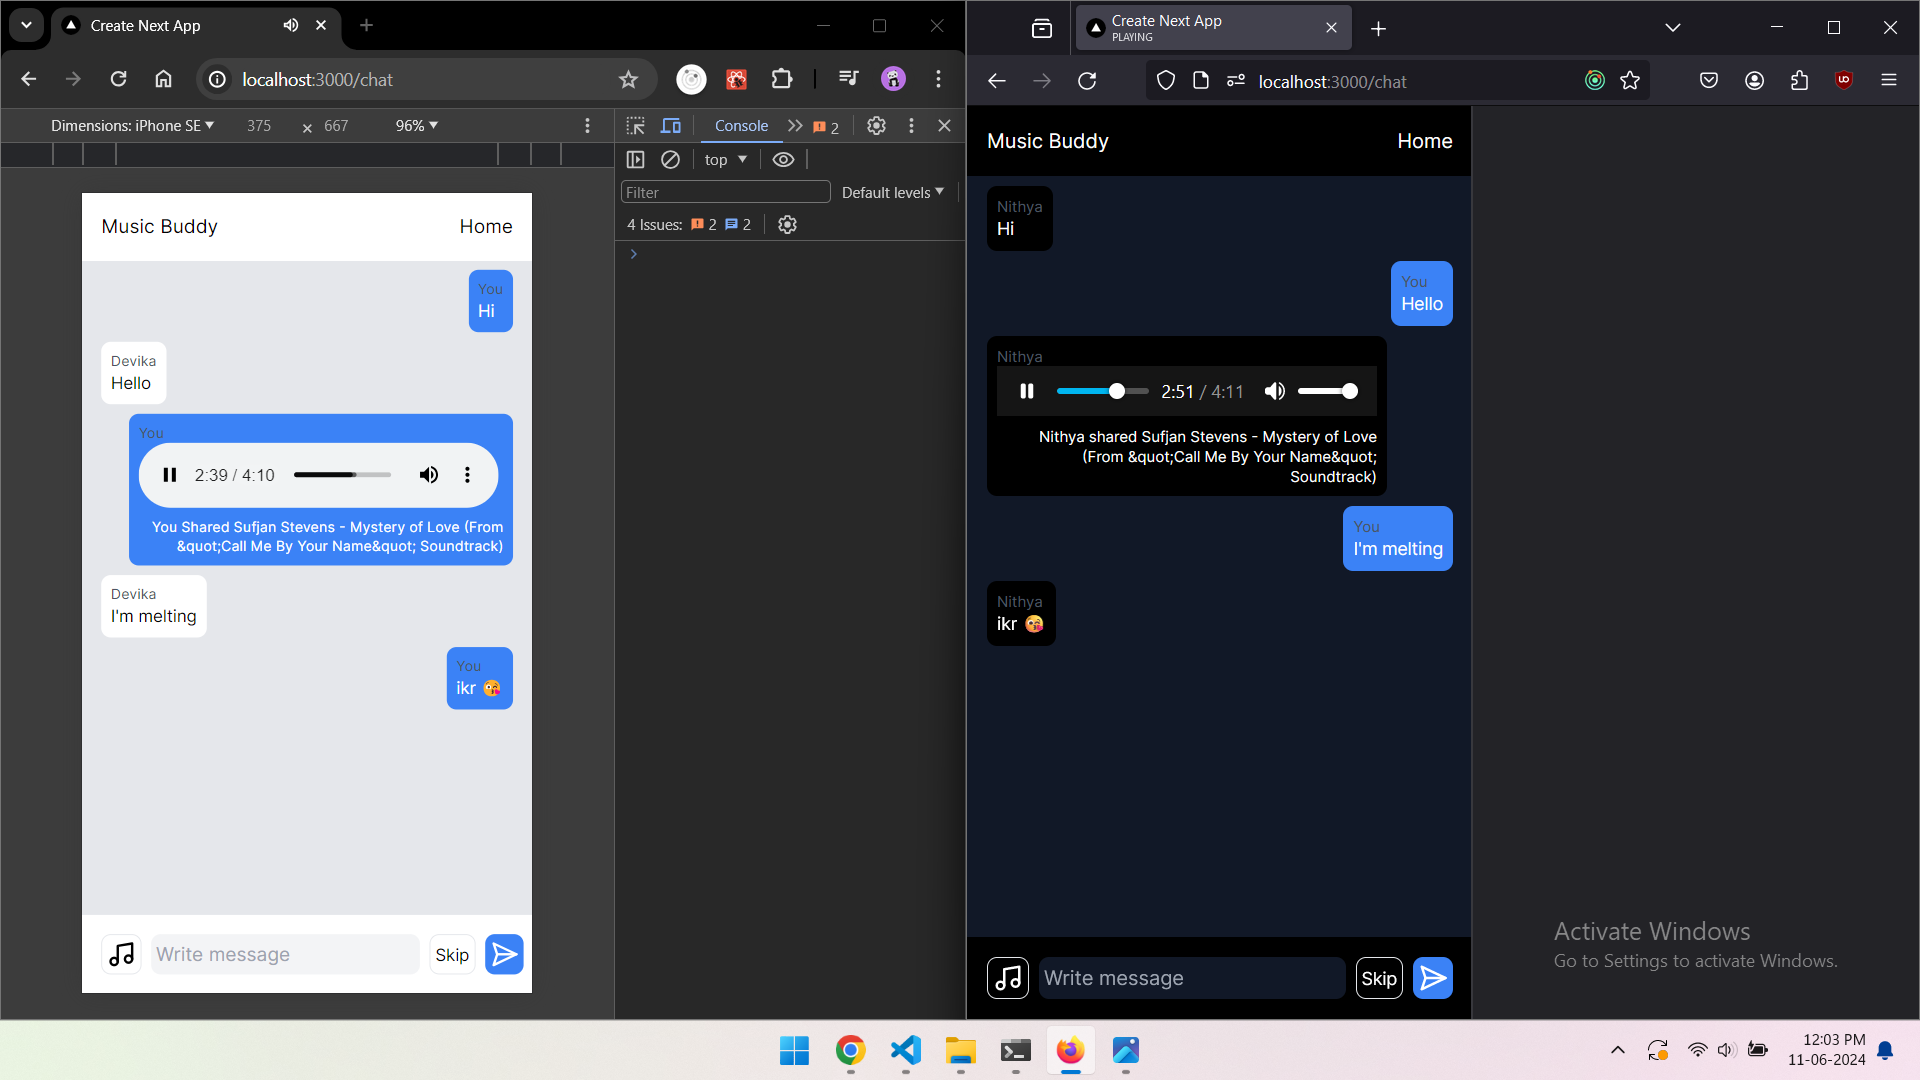 Create Next App
localhost:3000/chat
Dimensions: iPhone SE 375 × 667 96%
Console 2
top
Filter
Default levels
4 Issues: 2 2
Music Buddy Home
You
Hi
Devika
Hello
You
2:39 / 4:10
You Shared Sufjan Stevens - Mystery of Love (From
&quot;Call Me By Your Name&quot; Soundtrack)
Devika
I'm melting
You
ikr 😘
Write message
Skip
Create Next App
PLAYING
localhost:3000/chat
Music Buddy Home
Nithya
Hi
You
Hello
Nithya
2:51 / 4:11
Nithya shared Sufjan Stevens - Mystery of Love
(From &quot;Call Me By Your Name&quot;
Soundtrack)
You
I'm melting
Nithya
ikr 😘
Write message
Skip
Activate Windows
Go to Settings to activate Windows.
12:03 PM
11-06-2024